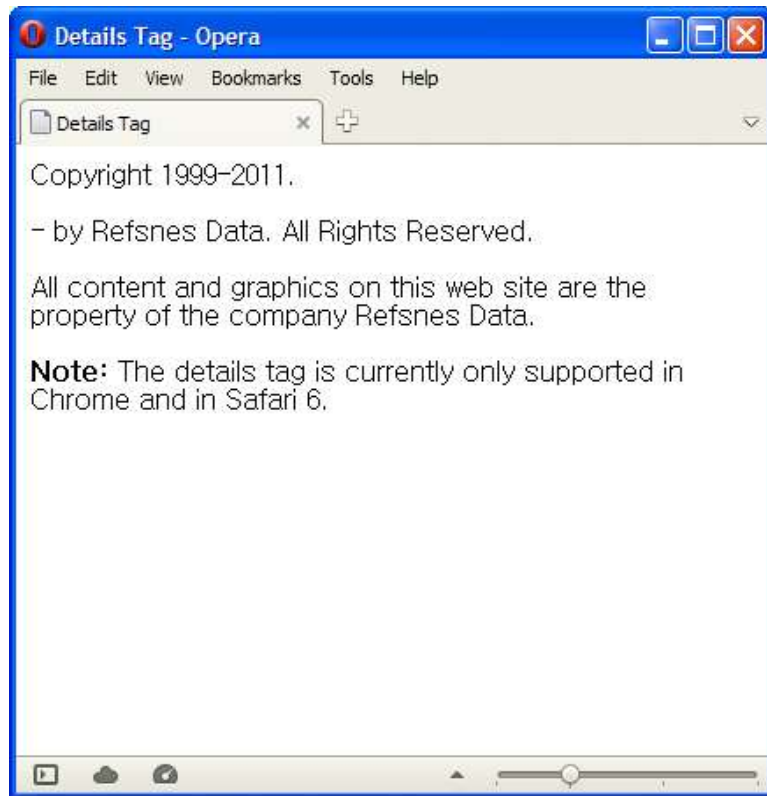 Details Tag - Opera
File Edit View Bookmarks Tools Help
Details Tag
Copyright 1999-2011.
- by Refsnes Data. All Rights Reserved.
All content and graphics on this web site are the
property of the company Refsnes Data.
Note: The details tag is currently only supported in
Chrome and in Safari 6.